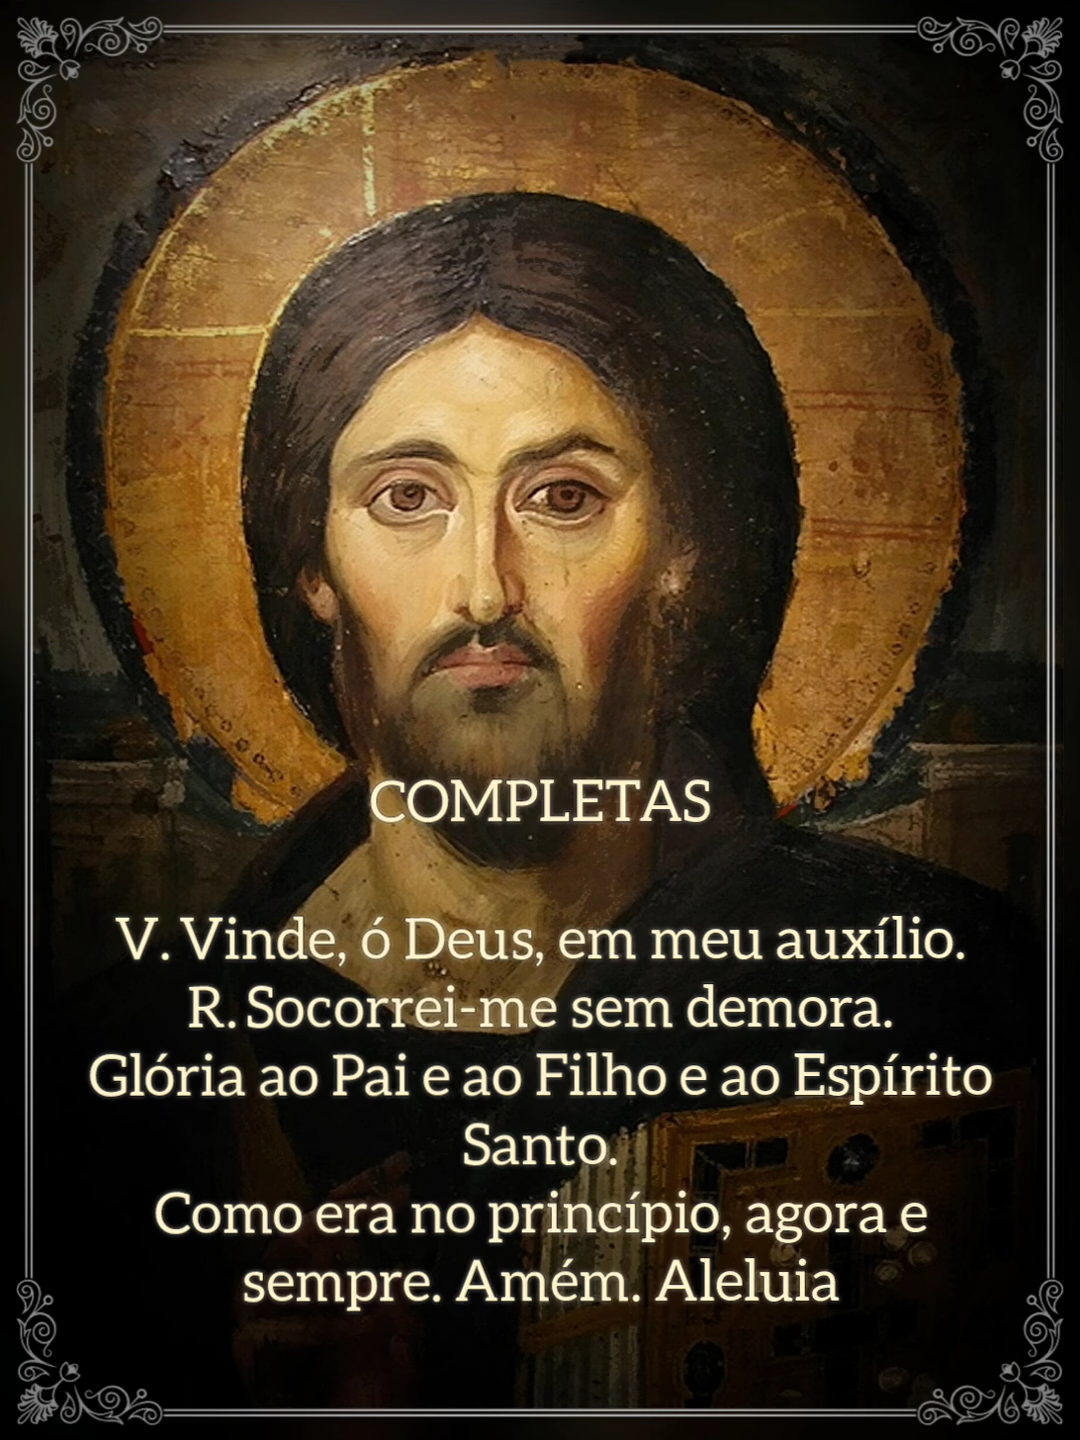 COMPLETAS
V. Vinde, ó Deus, em meu auxílio.
R. Socorrei-me sem demora.
Glória ao Pai e ao Filho e ao Espírito
Santo.
Como era no princípio, agora e
sempre. Amém. Aleluia